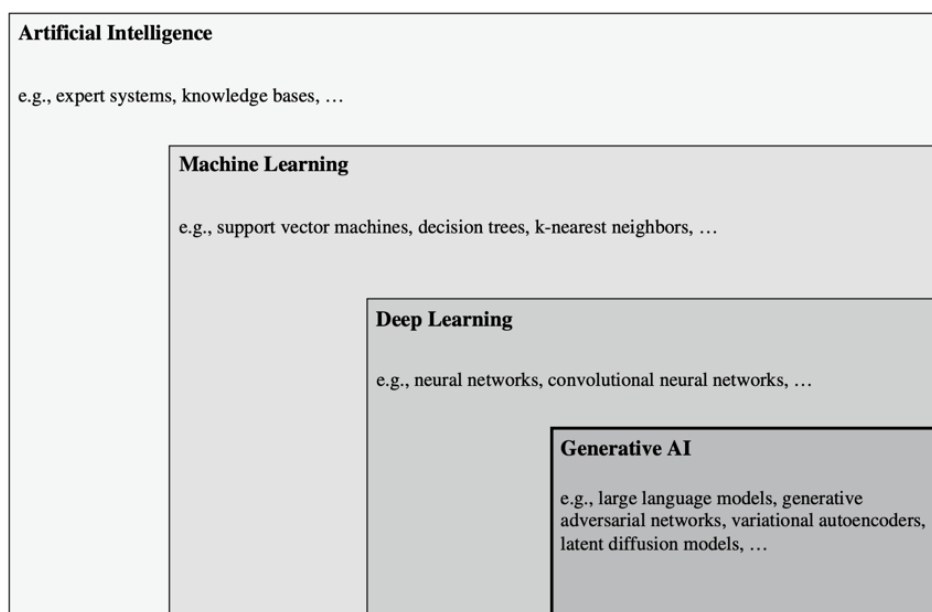 Artificial Intelligence
e.g., expert systems, knowledge bases, …
Machine Learning
e.g., support vector machines, decision trees, k-nearest neighbors, …
Deep Learning
e.g., neural networks, convolutional neural networks, …
Generative AI
e.g., large language models, generative
adversarial networks, variational autoencoders,
latent diffusion models, …